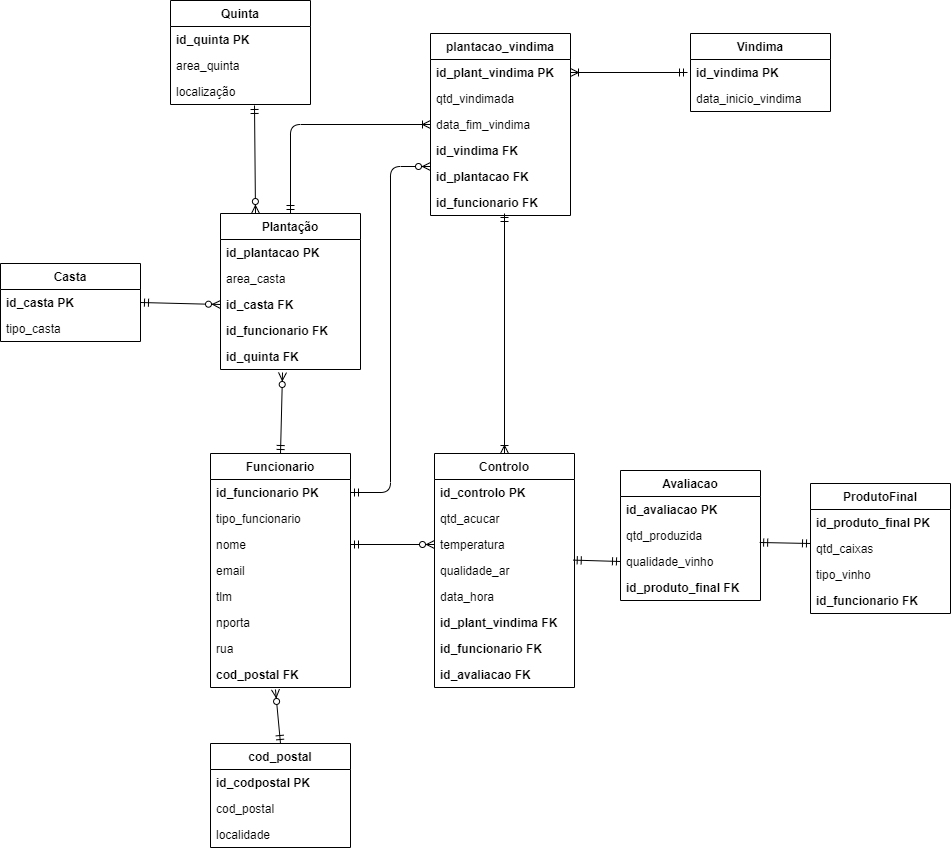 Quinta
id_quinta PK
area_quinta
localização
plantacao_vindima
id_plant_vindima PK
qtd_vindimada
data_fim_vindima
id_vindima FK
id_plantacao FK
id_funcionario FK
Vindima
id_vindima PK
data_inicio_vindima
Plantação
id_plantacao PK
area_casta
id_casta FK
id_funcionario FK
id_quinta FK
Casta
id_casta PK
tipo_casta
Funcionario
id_funcionario PK
tipo_funcionario
nome
email
tlm
nporta
rua
cod_postal FK
Controlo
id_controlo PK
qtd_acucar
temperatura
qualidade_ar
data_hora
id_plant_vindima FK
id_funcionario FK
id_avaliacao FK
Avaliacao
id_avaliacao PK
qtd_produzida
qualidade_vinho
id_produto_final FK
ProdutoFinal
id_produto_final PK
qtd_caixas
tipo_vinho
id_funcionario FK
cod_postal
id_codpostal PK
cod_postal
localidade